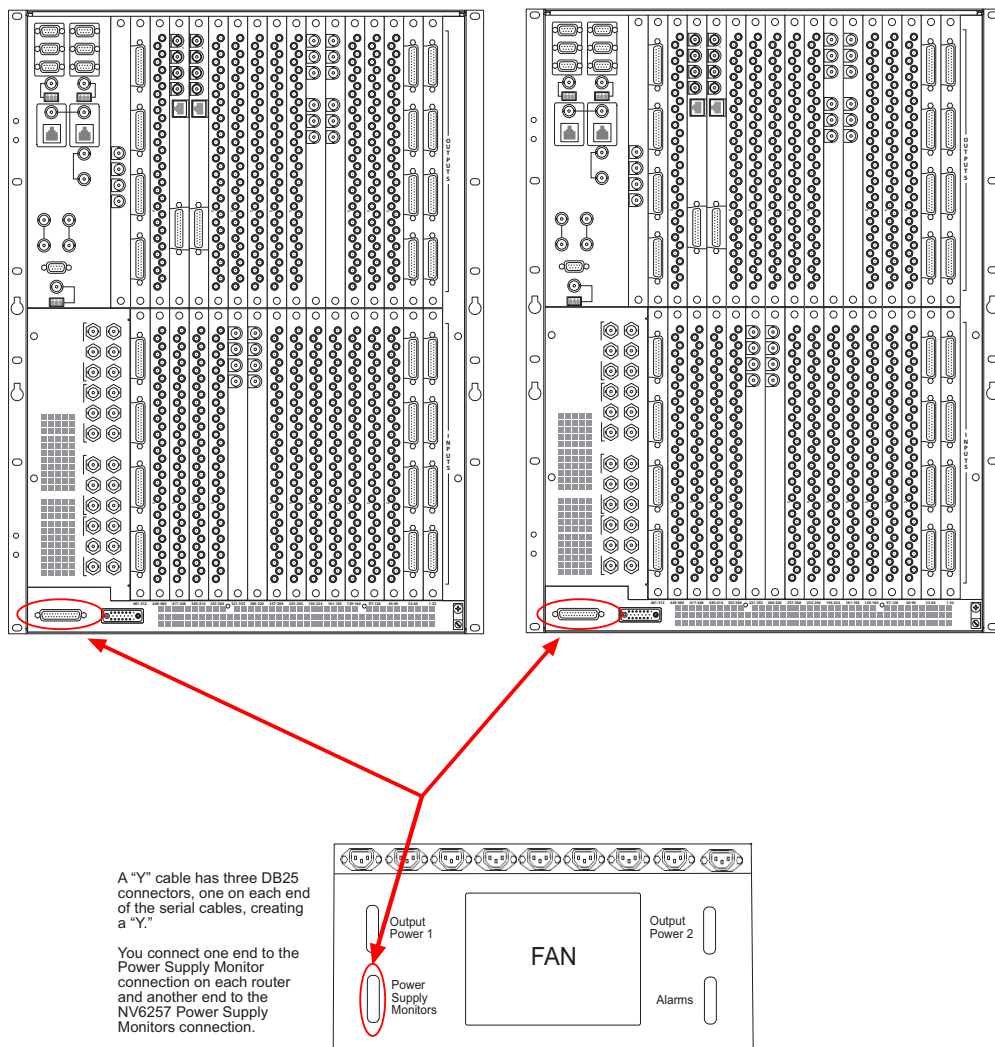 OUTPUTS
OUTPUTS
INPUTS
INPUTS
A “Y” cable has three DB25
connectors, one on each end
of the serial cables, creating
a “Y.”
You connect one end to the
Power Supply Monitor
connection on each router
and another end to the
NV6257 Power Supply
Monitors connection.
Output
Power 1
Power
Supply
Monitors
FAN
Output
Power 2
Alarms